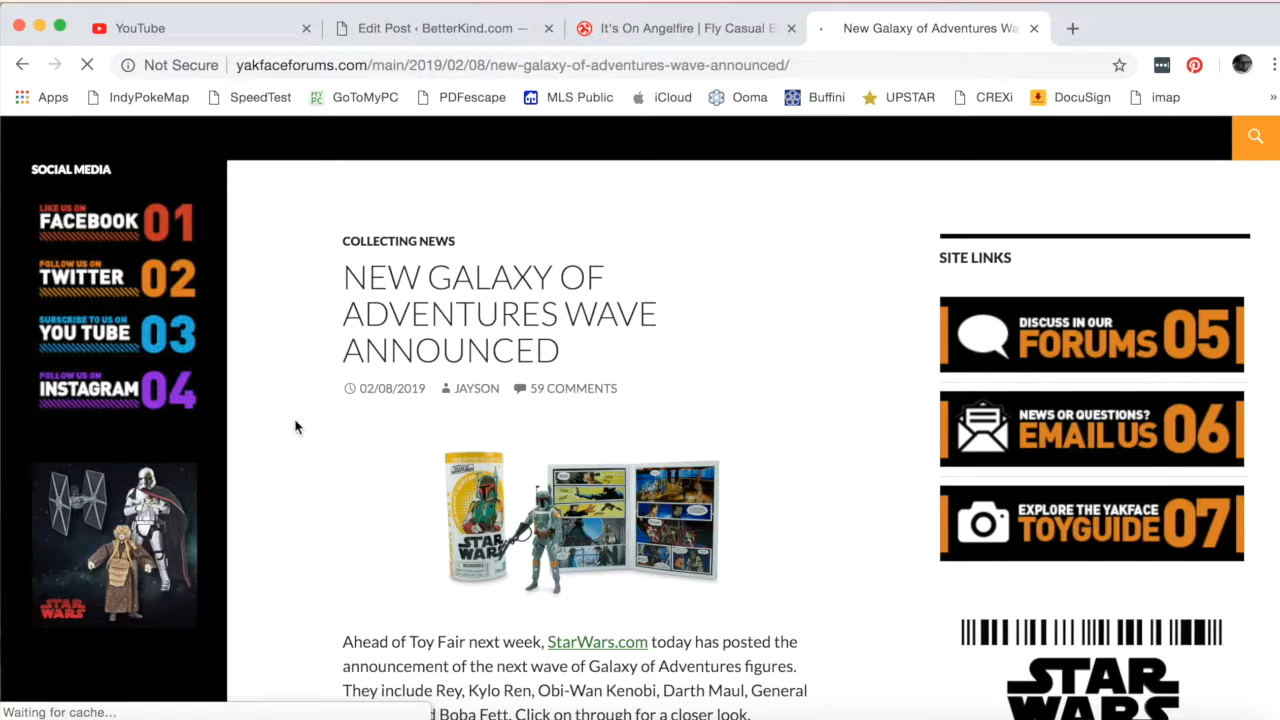 YouTube
Edit Post ‹ BetterKind.com —
It's On Angelfire | Fly Casual E
New Galaxy of Adventures Wa
Not Secure
yakfaceforums.com/main/2019/02/08/new-galaxy-of-adventures-wave-announced/
Apps
IndyPokeMap
SpeedTest
MY PC
GoToMyPC
PDFescape
MLS Public
iCloud
Ooma
Buffini
UPSTAR
CREXi
DocuSign
imap
»
SOCIAL MEDIA
LIKE US ON
FACEBOOK 01
FOLLOW US ON
TWITTER 02
SUBSCRIBE TO US ON
YOU TUBE 03
FOLLOW US ON
INSTAGRAM 04
STAR
WARS
COLLECTING NEWS
NEW GALAXY OF
ADVENTURES WAVE
ANNOUNCED
02/08/2019 JAYSON 59 COMMENTS
STAR
WARS
WARNING
Ahead of Toy Fair next week, StarWars.com today has posted the
announcement of the next wave of Galaxy of Adventures figures.
They include Rey, Kylo Ren, Obi-Wan Kenobi, Darth Maul, General
d Boba Fett. Click on through for a closer look.
SITE LINKS
DISCUSS IN OUR
FORUMS 05
NEWS OR QUESTIONS?
EMAIL US 06
EXPLORE THE YAKFACE
TOYGUIDE 07
STAR
WARS
Waiting for cache...